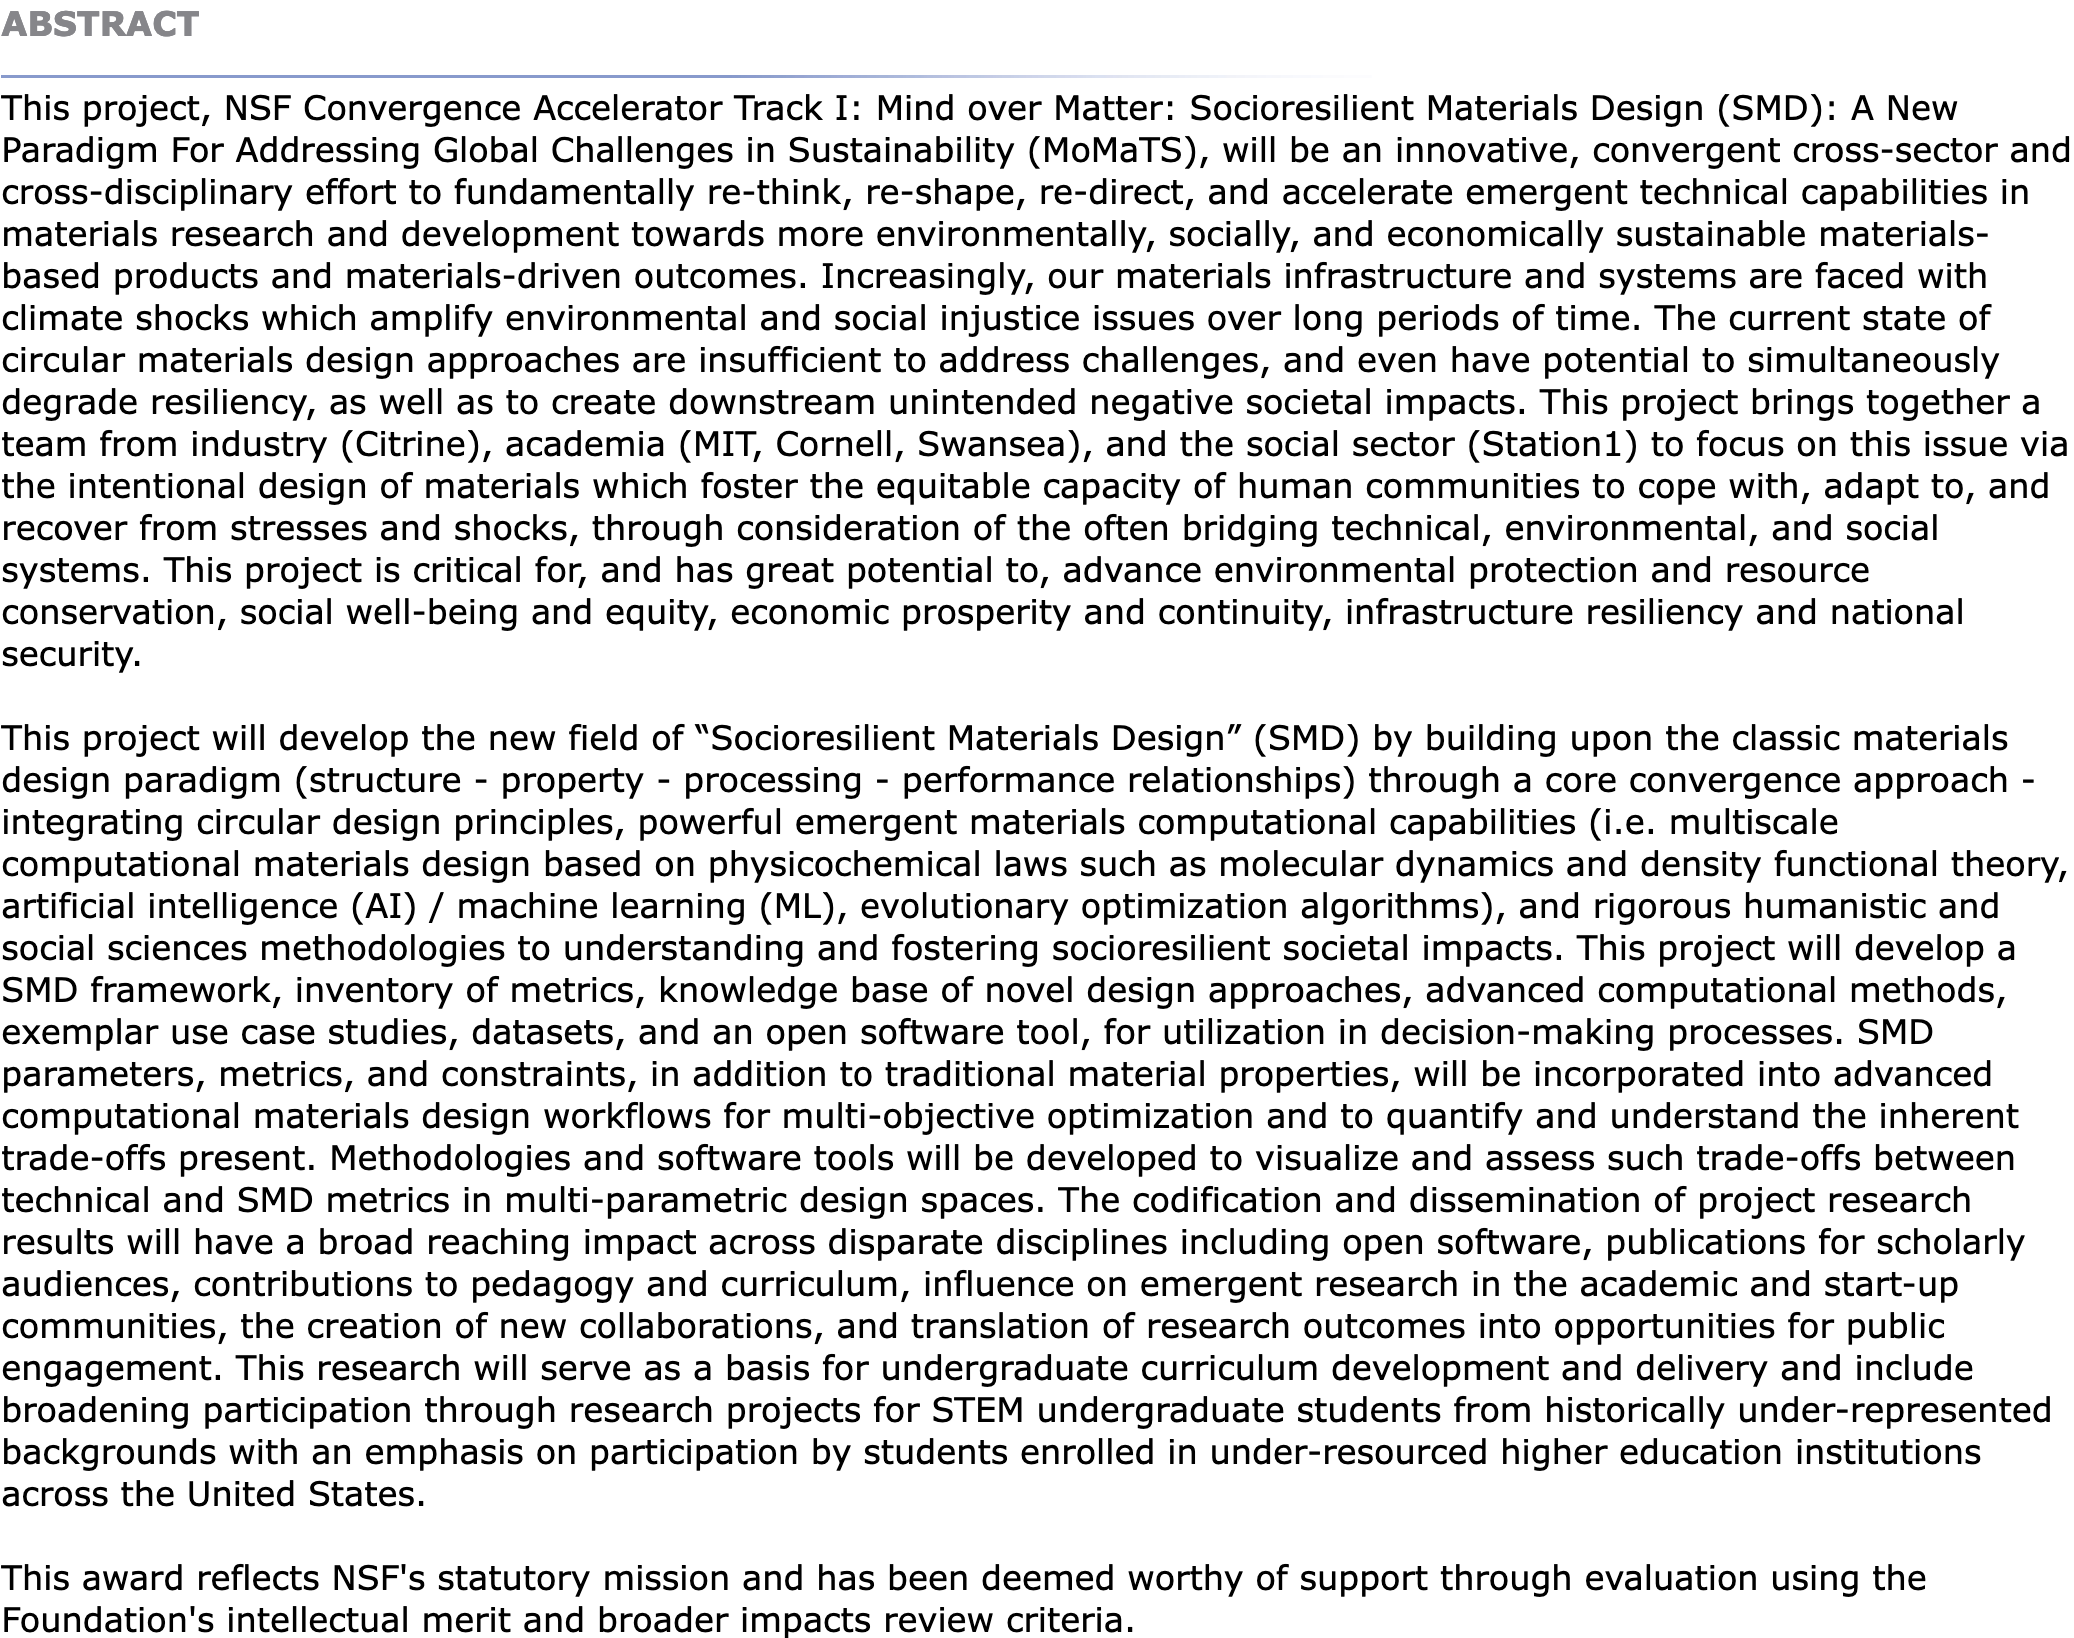 ABSTRACT
This project, NSF Convergence Accelerator Track I: Mind over Matter: Socioresilient Materials Design (SMD): A New
Paradigm For Addressing Global Challenges in Sustainability (MoMaTS), will be an innovative, convergent cross-sector and
cross-disciplinary effort to fundamentally re-think, re-shape, re-direct, and accelerate emergent technical capabilities in
materials research and development towards more environmentally, socially, and economically sustainable materials-
based products and materials-driven outcomes. Increasingly, our materials infrastructure and systems are faced with
climate shocks which amplify environmental and social injustice issues over long periods of time. The current state of
circular materials design approaches are insufficient to address challenges, and even have potential to simultaneously
degrade resiliency, as well as to create downstream unintended negative societal impacts. This project brings together a
team from industry (Citrine), academia (MIT, Cornell, Swansea), and the social sector (Station1) to focus on this issue via
the intentional design of materials which foster the equitable capacity of human communities to cope with, adapt to, and
recover from stresses and shocks, through consideration of the often bridging technical, environmental, and social
systems. This project is critical for, and has great potential to, advance environmental protection and resource
conservation, social well-being and equity, economic prosperity and continuity, infrastructure resiliency and national
security.
This project will develop the new field of “Socioresilient Materials Design” (SMD) by building upon the classic materials
design paradigm (structure - property - processing - performance relationships) through a core convergence approach -
integrating circular design principles, powerful emergent materials computational capabilities (i.e. multiscale
computational materials design based on physicochemical laws such as molecular dynamics and density functional theory,
artificial intelligence (AI) / machine learning (ML), evolutionary optimization algorithms), and rigorous humanistic and
social sciences methodologies to understanding and fostering socioresilient societal impacts. This project will develop a
SMD framework, inventory of metrics, knowledge base of novel design approaches, advanced computational methods,
exemplar use case studies, datasets, and an open software tool, for utilization in decision-making processes. SMD
parameters, metrics, and constraints, in addition to traditional material properties, will be incorporated into advanced
computational materials design workflows for multi-objective optimization and to quantify and understand the inherent
trade-offs present. Methodologies and software tools will be developed to visualize and assess such trade-offs between
technical and SMD metrics in multi-parametric design spaces. The codification and dissemination of project research
results will have a broad reaching impact across disparate disciplines including open software, publications for scholarly
audiences, contributions to pedagogy and curriculum, influence on emergent research in the academic and start-up
communities, the creation of new collaborations, and translation of research outcomes into opportunities for public
engagement. This research will serve as a basis for undergraduate curriculum development and delivery and include
broadening participation through research projects for STEM undergraduate students from historically under-represented
backgrounds with an emphasis on participation by students enrolled in under-resourced higher education institutions
across the United States.
This award reflects NSF's statutory mission and has been deemed worthy of support through evaluation using the
Foundation's intellectual merit and broader impacts review criteria.